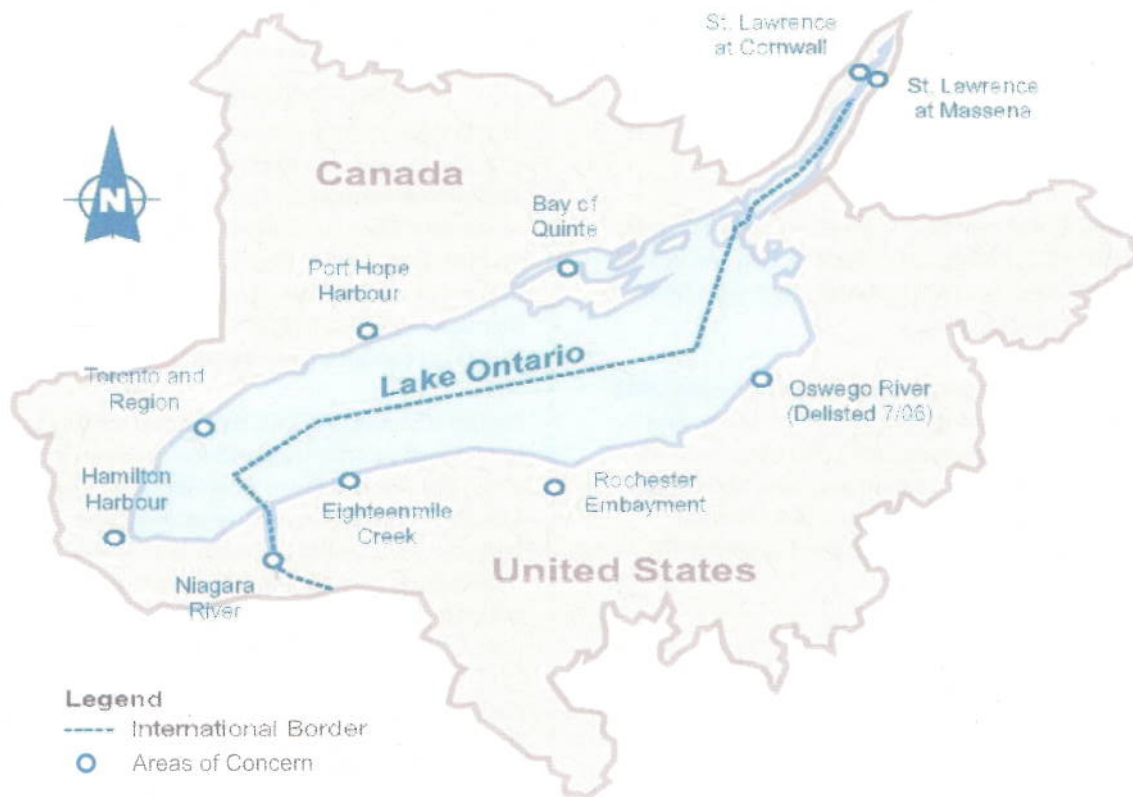 St. Lawrence
at Cornwall
St. Lawrence
at Massena
Canada
N
Bay of
Quinte
Port Hope
Harbour
Lake Ontario
Toronto and
Region
Oswego River
(Delisted 7/06)
Hamilton
Harbour
Eighteenmile
Creek
Rochester
Embayment
Niagara
River
United States
Legend
International Border
Areas of Concern